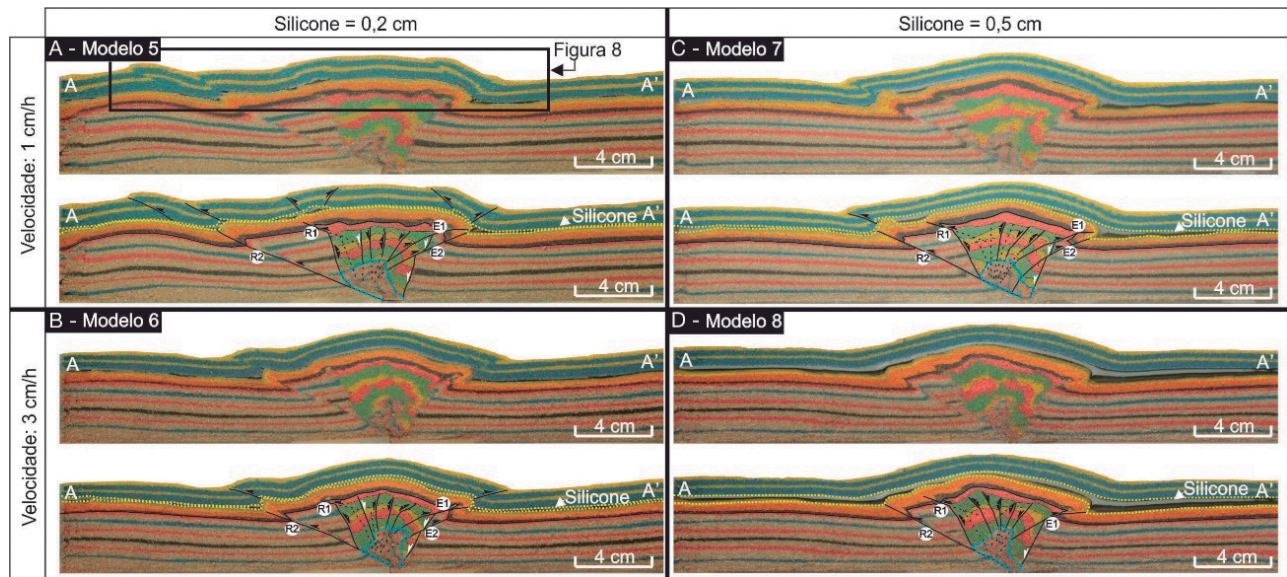 Silicone = 0,2 cm
Silicone = 0,5 cm
Velocidade: 1 cm/h
A - Modelo 5
Figura 8
A
A'
4 cm
A
Silicone
A'
R1
E1
R2
E2
4 cm
C - Modelo 7
A
A'
4 cm
A
Silicone
A'
R1
E1
R2
E2
4 cm
Velocidade: 3 cm/h
B - Modelo 6
A
A'
4 cm
A
Silicone
A'
R1
E1
R2
E2
4 cm
D - Modelo 8
A
A'
4 cm
A
Silicone
A'
R1
R2
E1
4 cm